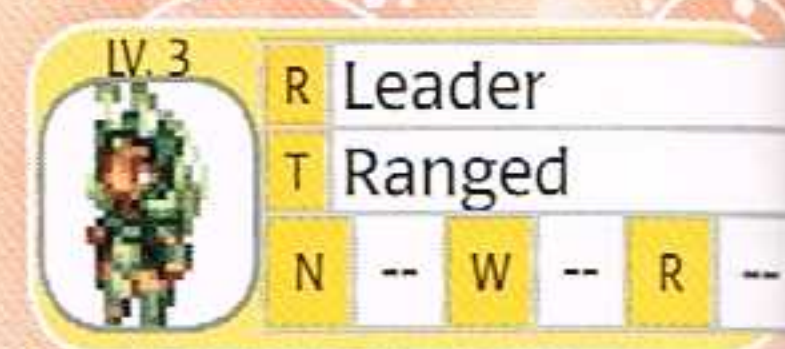 LV. 3
R Leader
T Ranged
N -- W -- R --